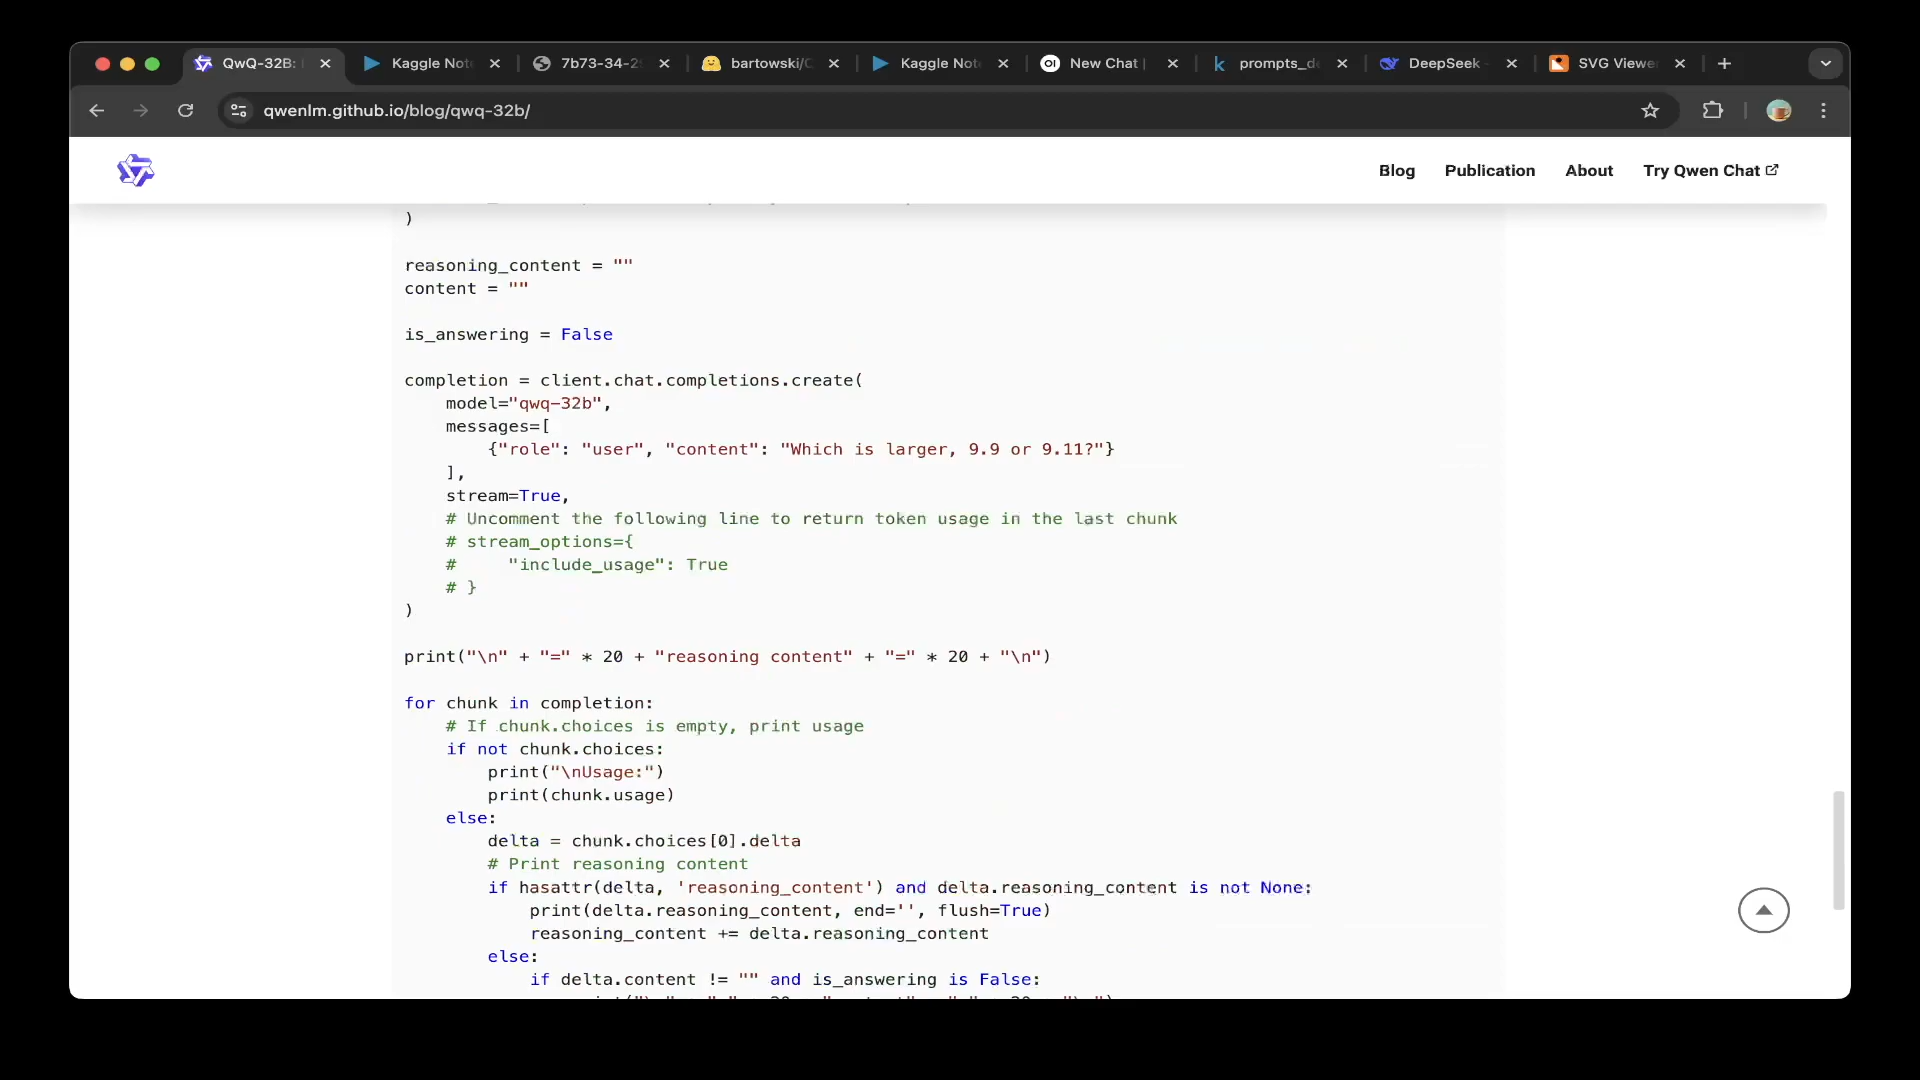 QwQ-32B:
Kaggle Not
7b73-34-2
bartowski/C
Kaggle Not
OI New Chat
prompts_d
DeepSeek
SVG Viewer
qwenlm.github.io/blog/qwq-32b/
Blog Publication About Try Qwen Chat
)
reasoning_content = ""
content = ""
is_answering = False
completion = client.chat.completions.create(
    model="qwq-32b",
    messages=[
        {"role": "user", "content": "Which is larger, 9.9 or 9.11?"}
    ],
    stream=True,
    # Uncomment the following line to return token usage in the last chunk
    # stream_options={
    #     "include_usage": True
    # }
)
print("\n" + "=" * 20 + "reasoning content" + "=" * 20 + "\n")
for chunk in completion:
    # If chunk.choices is empty, print usage
    if not chunk.choices:
        print("\nUsage:")
        print(chunk.usage)
    else:
        delta = chunk.choices[0].delta
        # Print reasoning content
        if hasattr(delta, 'reasoning_content') and delta.reasoning_content is not None:
            print(delta.reasoning_content, end='', flush=True)
            reasoning_content += delta.reasoning_content
        else:
            if delta.content != "" and is_answering is False: